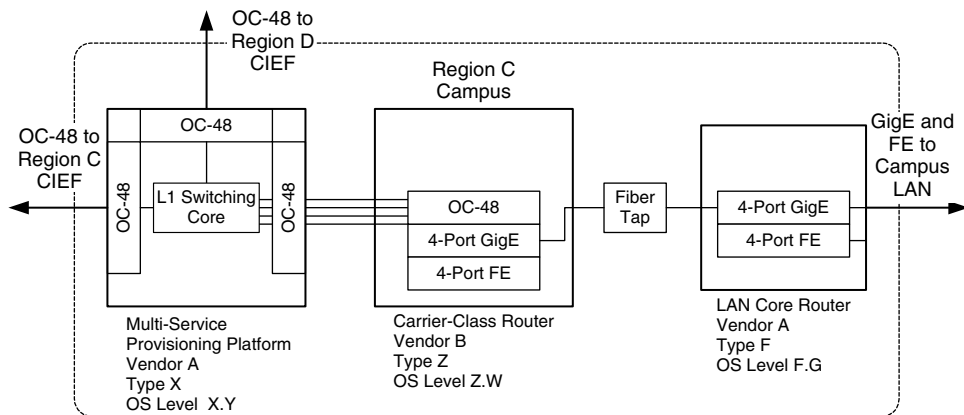 OC-48 to
Region D
CIEF
Region C
Campus
OC-48 to
Region C
CIEF
OC-48
OC-48
L1 Switching
Core
OC-48
OC-48
4-Port GigE
4-Port FE
Fiber
Tap
4-Port GigE
4-Port FE
GigE and
FE to
Campus
LAN
Multi-Service
Provisioning Platform
Vendor A
Type X
OS Level  X.Y
Carrier-Class Router
Vendor B
Type Z
OS Level Z.W
LAN Core Router
Vendor A
Type F
OS Level F.G